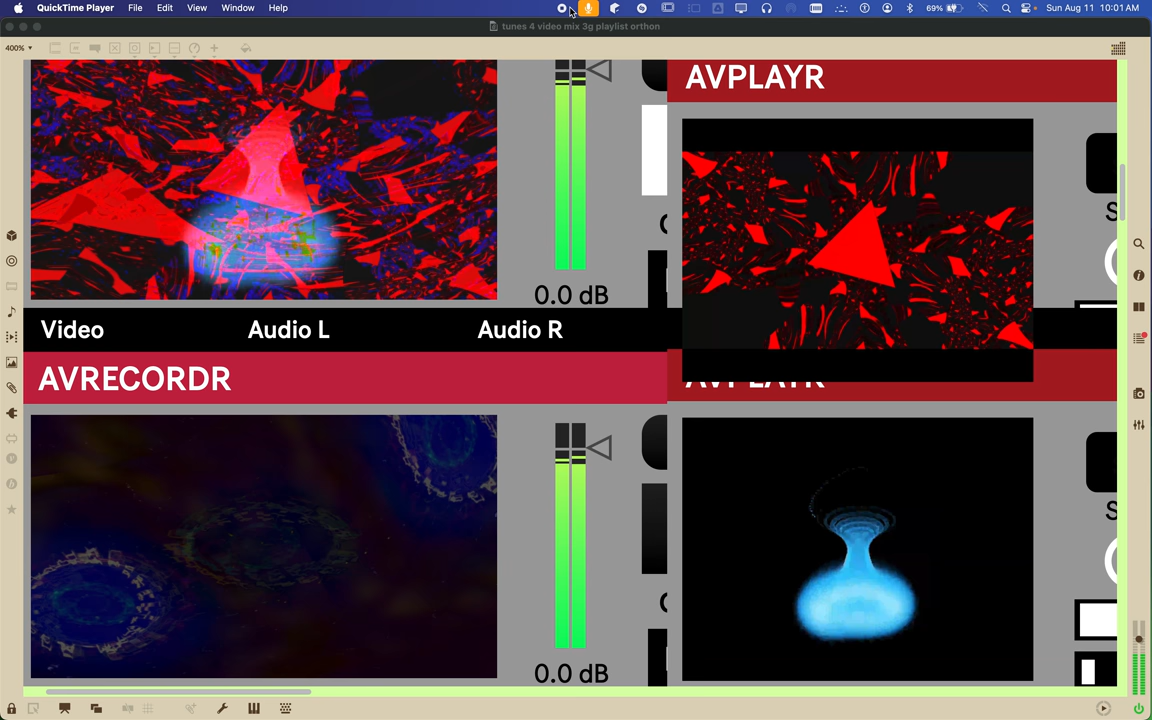 QuickTime Player File Edit View Window Help 69% Sun Aug 11 10:01 AM
tunes 4 video mix 3g playlist orthon
400%
AVPLAYR
0.0 dB
Video Audio L Audio R
AVRECORDR
0.0 dB